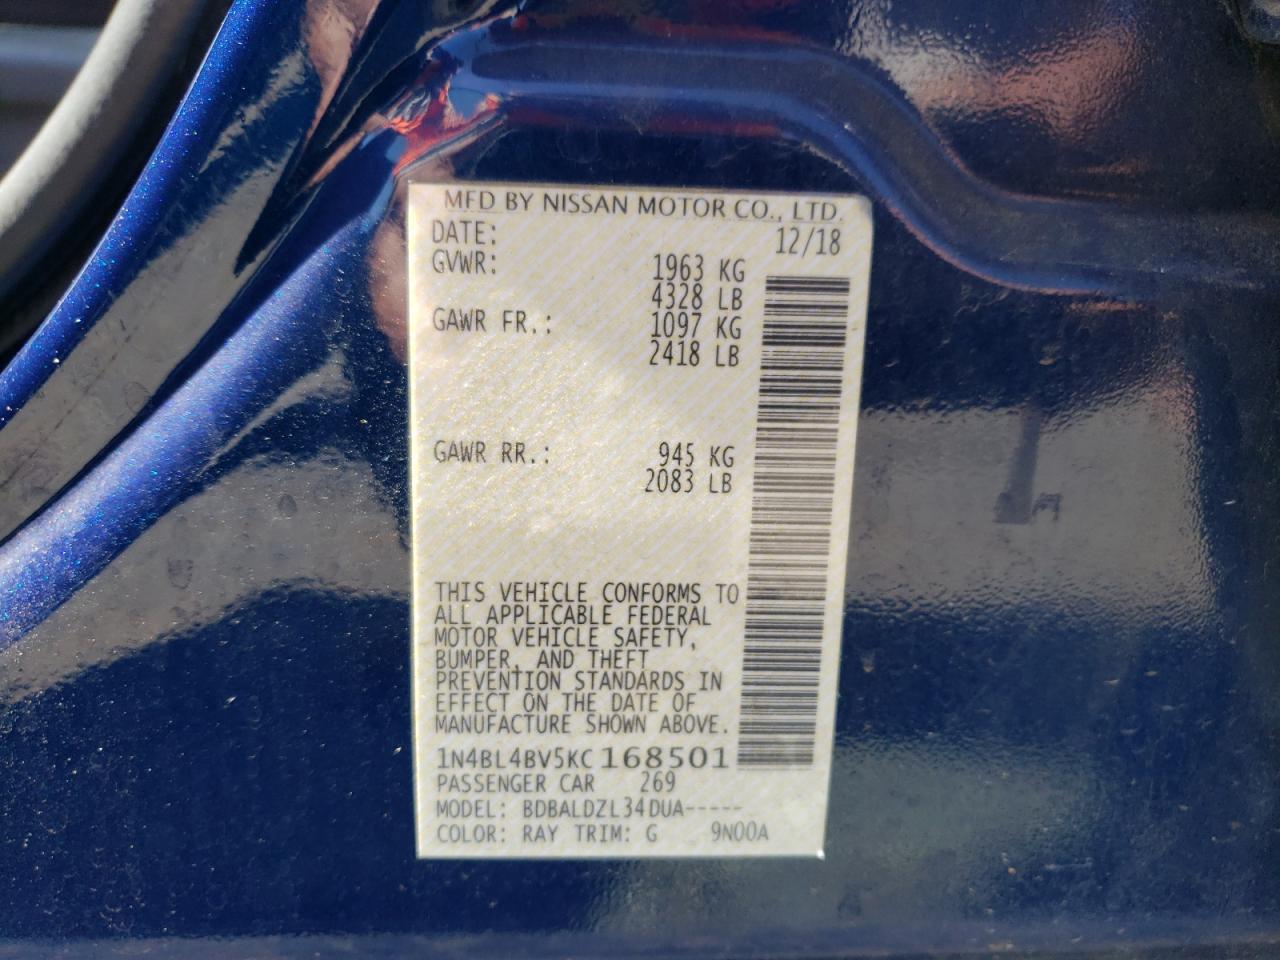 MFD BY NISSAN MOTOR CO., LTD.
DATE: 12/18
GVWR: 1963 KG
4328 LB
GAWR FR.: 1097 KG
2418 LB
GAWR RR.: 945 KG
2083 LB
THIS VEHICLE CONFORMS TO
ALL APPLICABLE FEDERAL
MOTOR VEHICLE SAFETY,
BUMPER, AND THEFT
PREVENTION STANDARDS IN
EFFECT ON THE DATE OF
MANUFACTURE SHOWN ABOVE.
1N4BL4BV5KC168501
PASSENGER CAR 269
MODEL: BDBALDZL34DUA-----
COLOR: RAY TRIM: G 9N00A